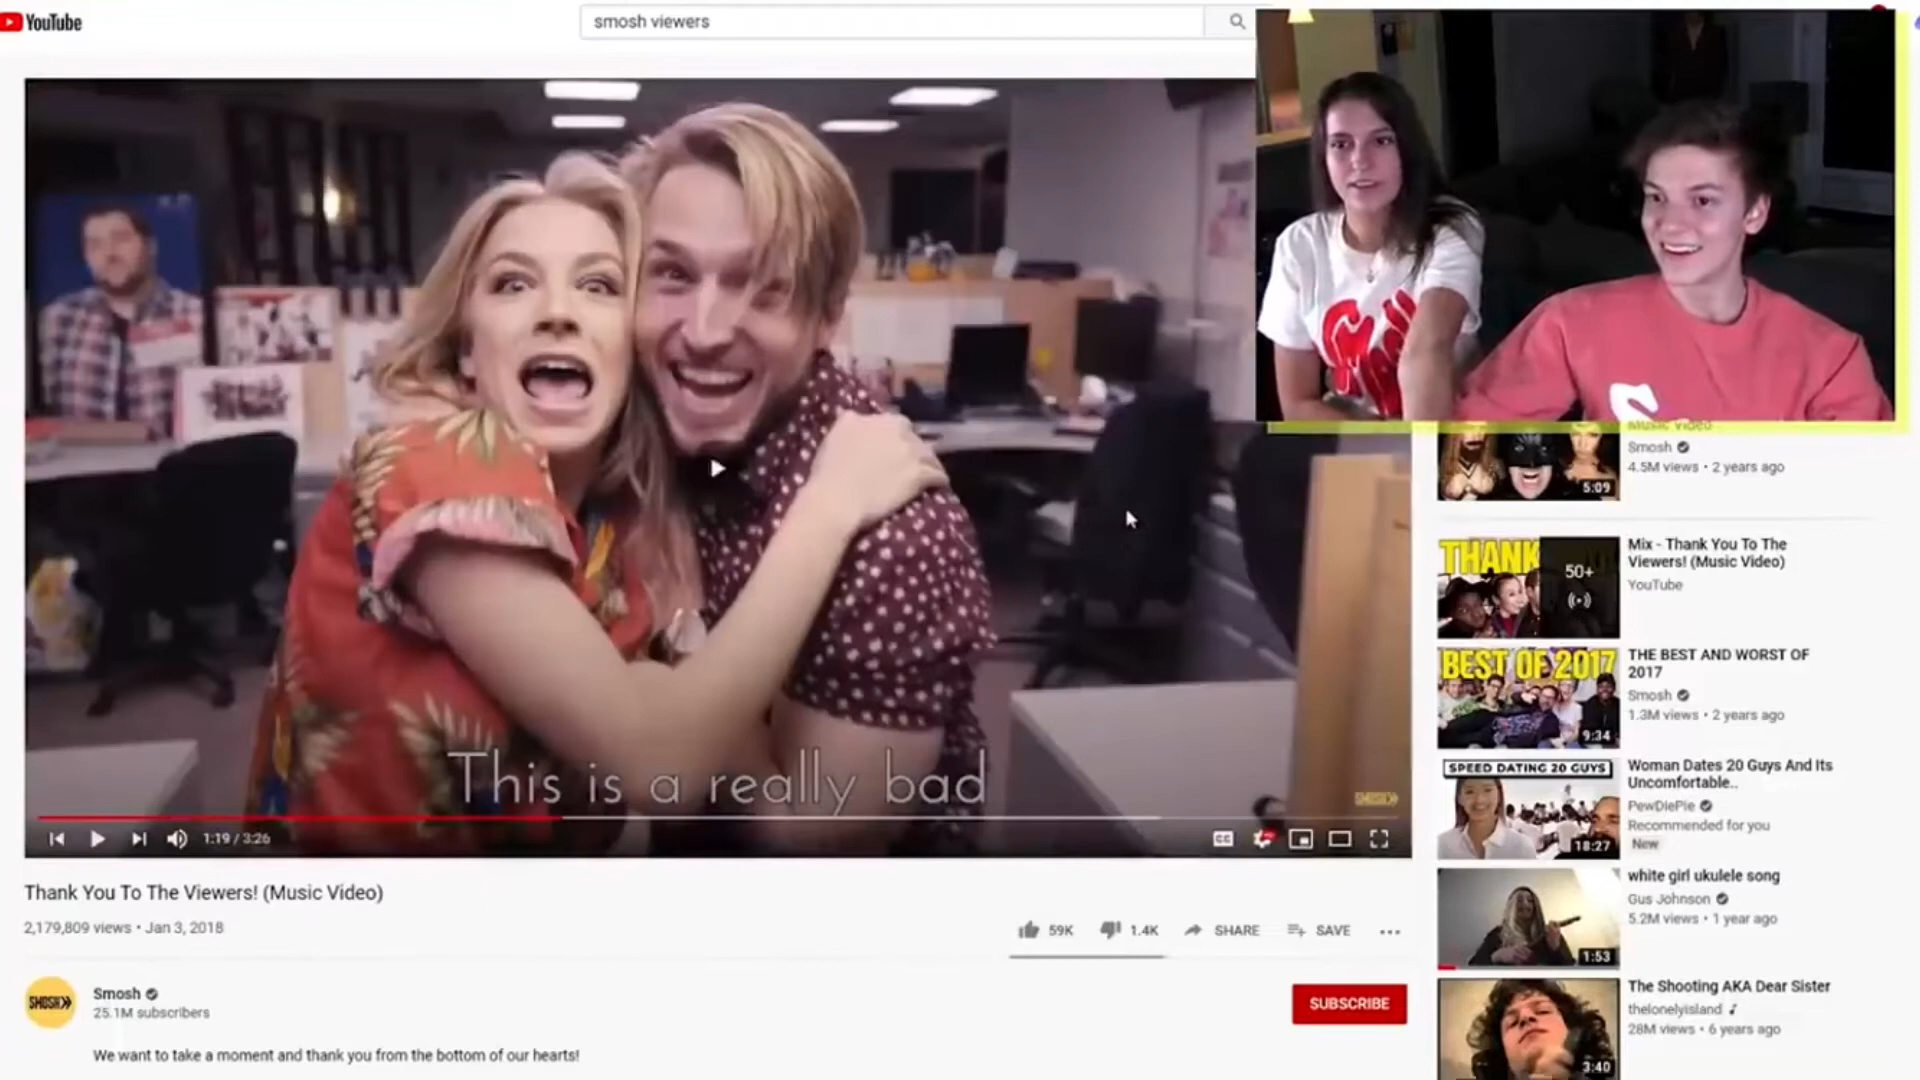 YouTube
smosh viewers
This is a really bad
SMOSH
1:19 / 3:26
CC
Thank You To The Viewers! (Music Video)
2,179,809 views • Jan 3, 2018
59K
1.4K
SHARE
SAVE
SMOSH
Smosh
25.1M subscribers
SUBSCRIBE
We want to take a moment and thank you from the bottom of our hearts!
Music Video
Smosh
4.5M views • 2 years ago
5:09
THANK
50+
Mix - Thank You To The
Viewers! (Music Video)
YouTube
BEST OF 2017
9:34
THE BEST AND WORST OF
2017
Smosh
1.3M views • 2 years ago
SPEED DATING 20 GUYS
18:27
Woman Dates 20 Guys And Its
Uncomfortable..
PewDiePie
Recommended for you
New
1:53
white girl ukulele song
Gus Johnson
5.2M views • 1 year ago
3:40
The Shooting AKA Dear Sister
thelonelyisland
28M views • 6 years ago